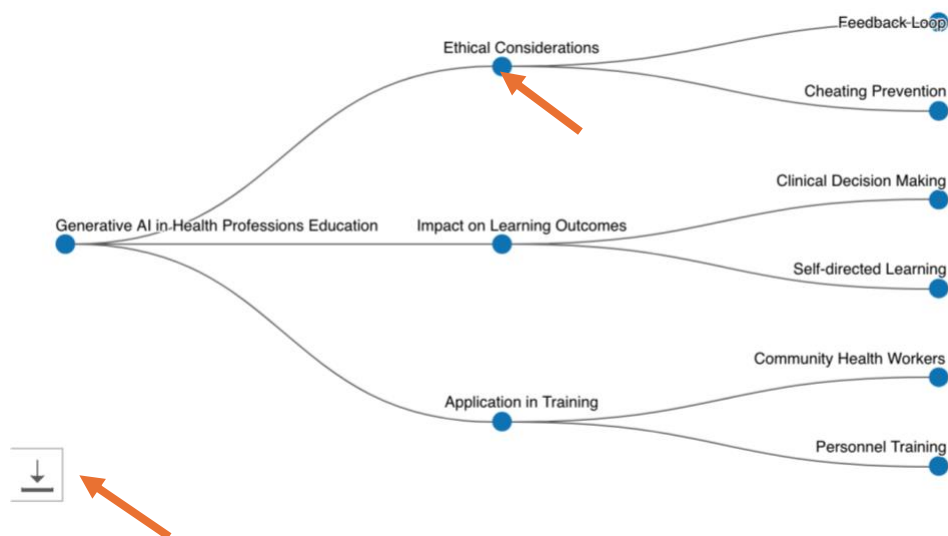 Feedback Loop
Ethical Considerations
Cheating Prevention
Clinical Decision Making
Generative AI in Health Professions Education
Impact on Learning Outcomes
Self-directed Learning
Community Health Workers
Application in Training
Personnel Training